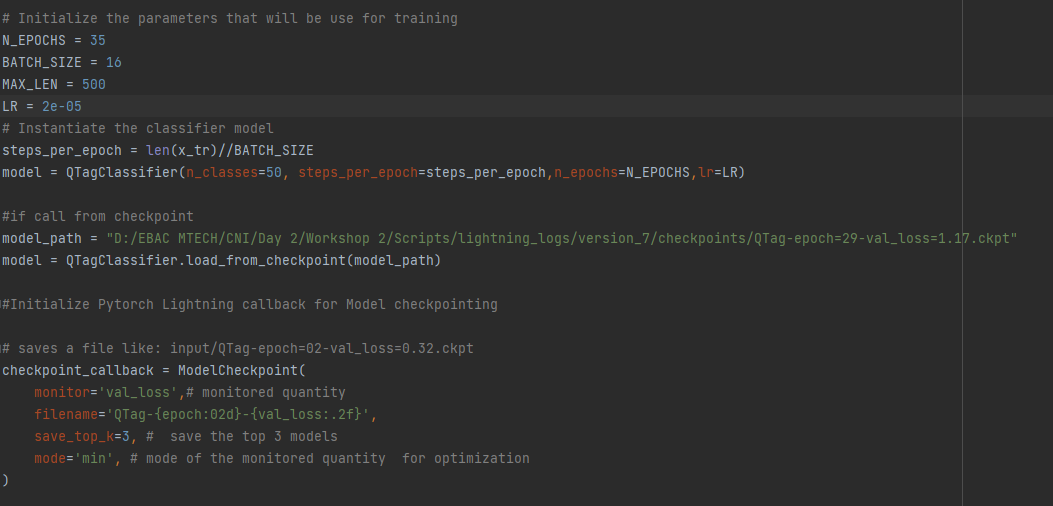 # Initialize the parameters that will be use for training
N_EPOCHS = 35
BATCH_SIZE = 16
MAX_LEN = 500
LR = 2e-05
# Instantiate the classifier model
steps_per_epoch = len(x_tr)//BATCH_SIZE
model = QTagClassifier(n_classes=50, steps_per_epoch=steps_per_epoch,n_epochs=N_EPOCHS,lr=LR)
#if call from checkpoint
model_path = "D:/EBAC MTECH/CNI/Day 2/Workshop 2/Scripts/lightning_logs/version_7/checkpoints/QTag-epoch=29-val_loss=1.17.ckpt"
model = QTagClassifier.load_from_checkpoint(model_path)
#Initialize Pytorch Lightning callback for Model checkpointing
# saves a file like: input/QTag-epoch=02-val_loss=0.32.ckpt
checkpoint_callback = ModelCheckpoint(
    monitor='val_loss',# monitored quantity
    filename='QTag-{epoch:02d}-{val_loss:.2f}',
    save_top_k=3, #  save the top 3 models
    mode='min', # mode of the monitored quantity  for optimization
)